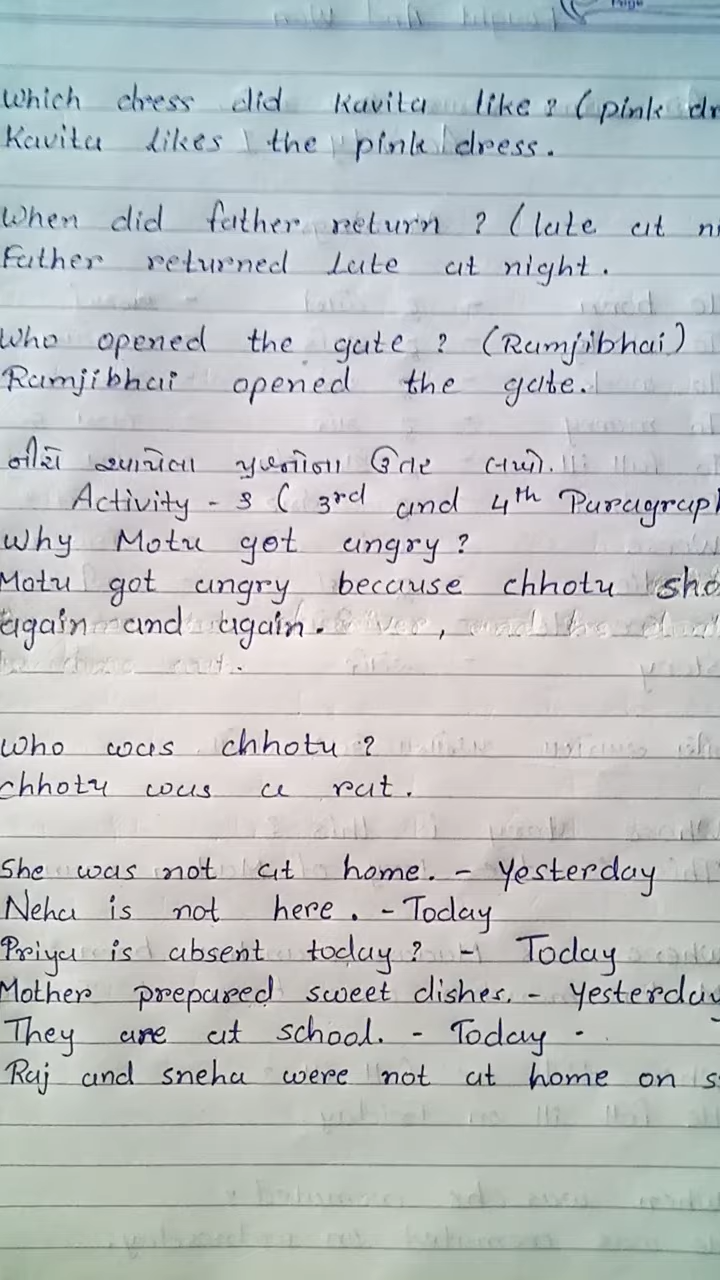 Which dress did Kavita like ? (pink dr
Kavita likes the pink dress.
When did father return ? (late at ni
Father returned late at night.
Who opened the gate ? (Ramjibhai)
Ramjibhai opened the gate.
નીચે આપેલા પ્રશ્નોના ઉત્તર લખો.
Activity - 3 ( 3rd and 4th Paragraph
Why Motu got angry ?
Motu got angry because chhotu sho
again and again.
Who was chhotu ?
chhotu was a rat.
She was not at home. - Yesterday
Neha is not here. - Today
Priya is absent today ? - Today
Mother prepared sweet dishes. - Yesterday
They are at school. - Today -
Raj and sneha were not at home on s